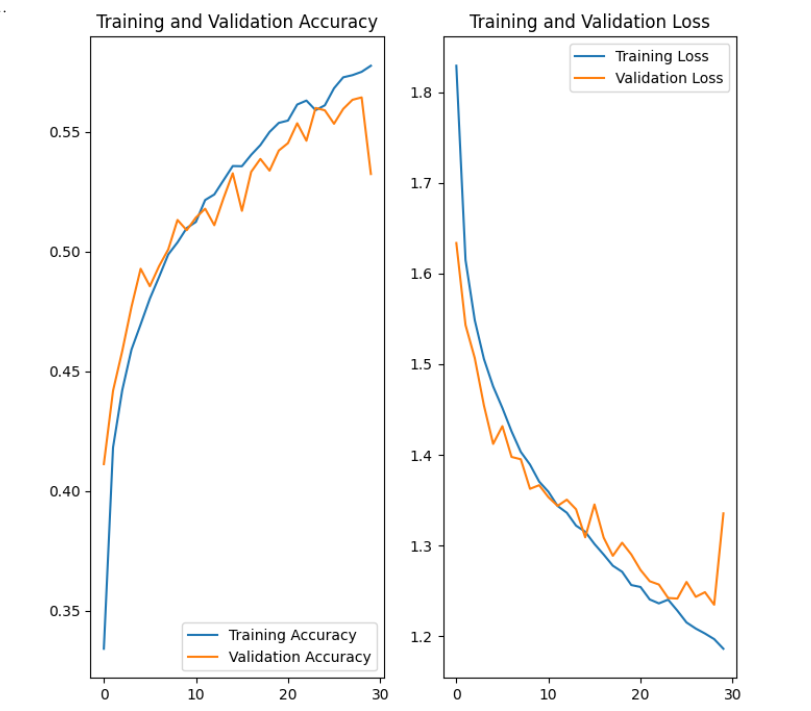 ..
Training and Validation Accuracy
0.55
0.50
0.45
0.40
0.35
0 10 20 30
Training Accuracy
Validation Accuracy
Training and Validation Loss
1.8
1.7
1.6
1.5
1.4
1.3
1.2
0 10 20 30
Training Loss
Validation Loss